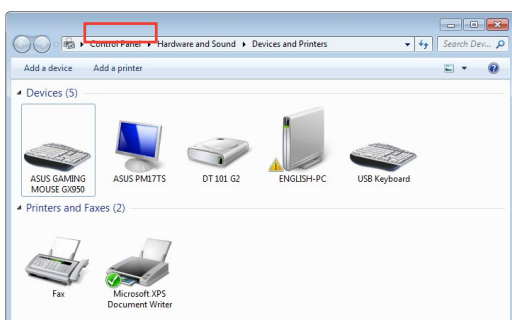 Control Panel ▸ Hardware and Sound ▸ Devices and Printers
Search Dev...
Add a device Add a printer
Devices (5)
ASUS GAMING
MOUSE GX950
ASUS PM17TS
DT 101 G2
ENGLISH-PC
USB Keyboard
Printers and Faxes (2)
Fax
Microsoft XPS
Document Writer